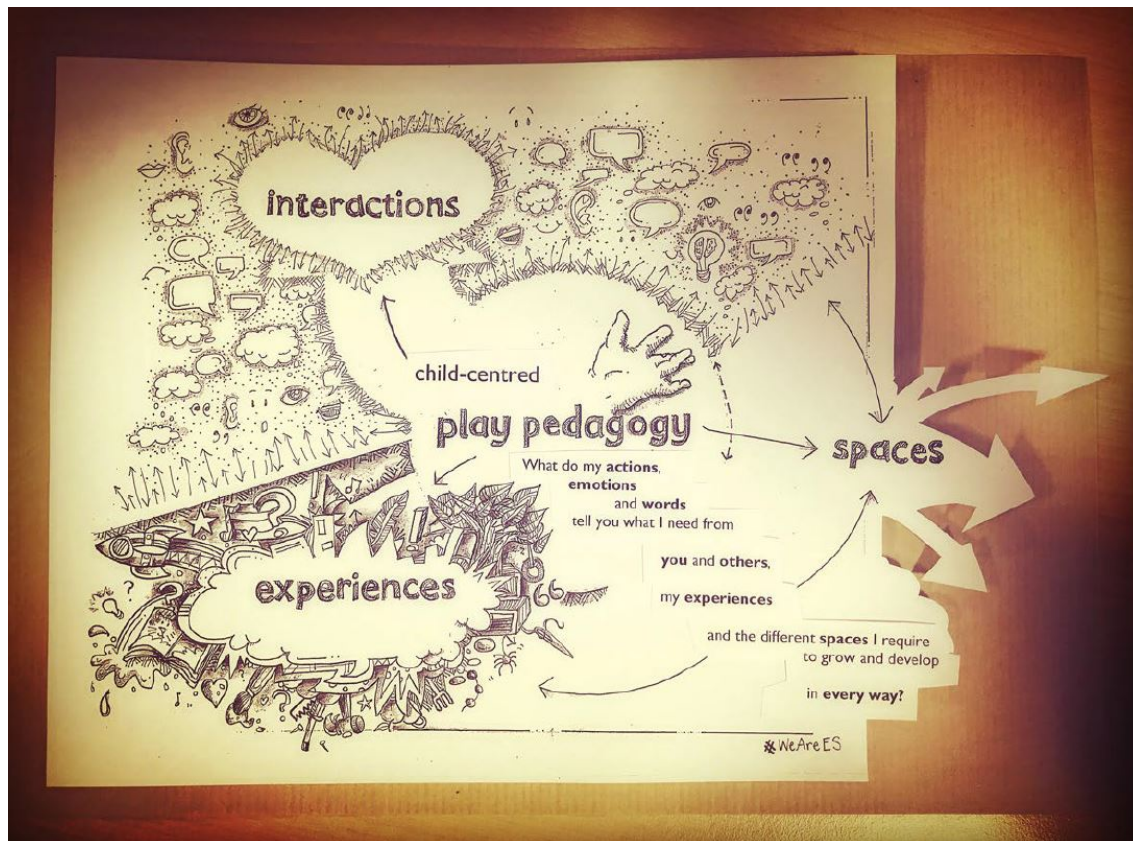 interactions
child-centred
play pedagogy
spaces
What do my actions,
emotions
and words
tell you what I need from
you and others,
my experiences
and the different spaces I require
to grow and develop
in every way?
experiences
#WeAreES